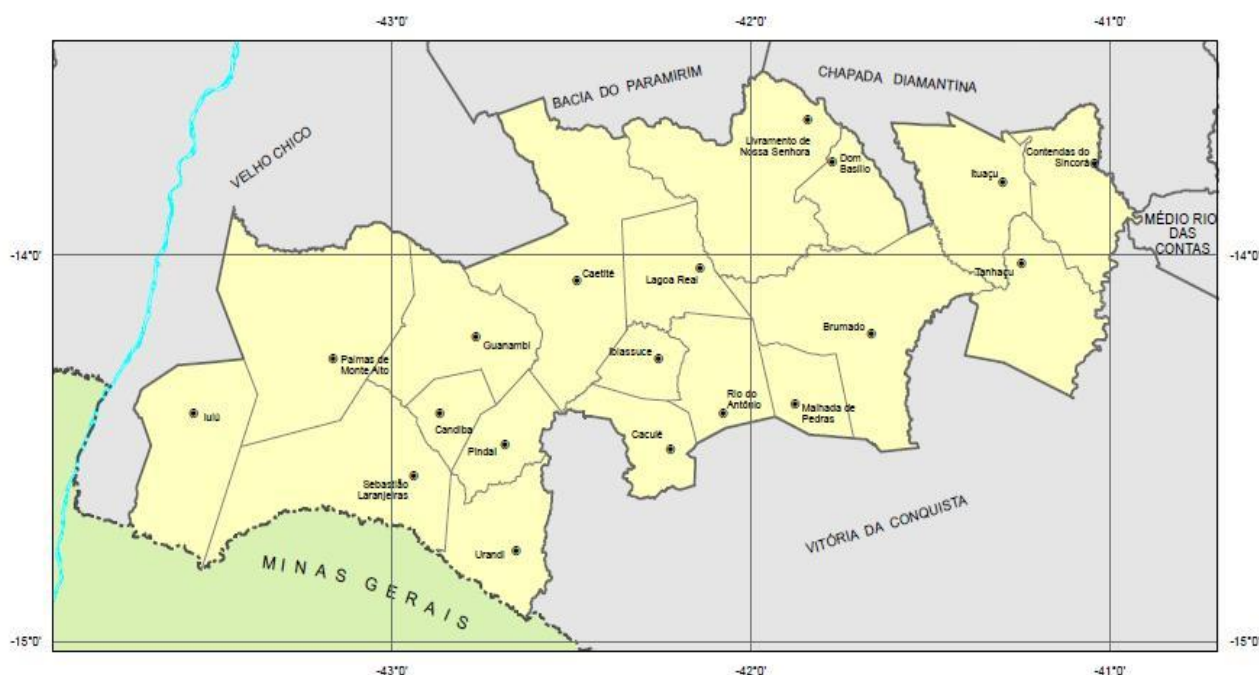 -43°0'
-42°0'
-41°0'
BACIA DO PARAMIRIM
CHAPADA DIAMANTINA
VELHO CHICO
Livramento de
Nossa Senhora
Dom
Basílio
Ituaçu
Contendas do
Sincorá
MÉDIO RIO
DAS
CONTAS
-14°0'
-14°0'
Caetité
Lagoa Real
Tanhaçu
Guanambi
Brumado
Palmas de
Monte Alto
Ibiassuce
Iuiú
Candiba
Rio do
Antônio
Malhada de
Pedras
Pindaí
Caculé
Sebastião
Laranjeiras
VITÓRIA DA CONQUISTA
Urandi
MINAS GERAIS
-15°0'
-15°0'
-43°0'
-42°0'
-41°0'